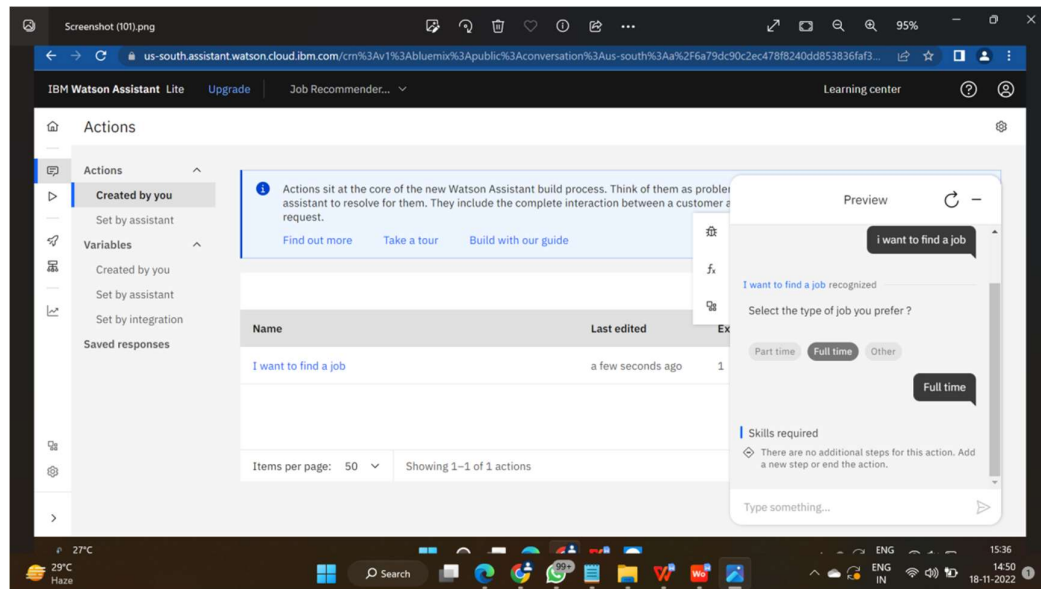 Screenshot (101).png
95%
us-south.assistant.watson.cloud.ibm.com/crn%3Av1%3Abluemix%3Apublic%3Aconversation%3Aus-south%3Aa%2F6a79dc90c2ec478f8240dd853836faf3...
IBM Watson Assistant Lite Upgrade Job Recommender... Learning center
Actions
Actions
Created by you
Set by assistant
Variables
Created by you
Set by assistant
Set by integration
Saved responses
Actions sit at the core of the new Watson Assistant build process. Think of them as probler
assistant to resolve for them. They include the complete interaction between a customer a
request.
Find out more Take a tour Build with our guide
Name Last edited Ex
I want to find a job a few seconds ago 1
Items per page: 50 Showing 1–1 of 1 actions
Preview
i want to find a job
I want to find a job recognized
Select the type of job you prefer ?
Part time Full time Other
Full time
Skills required
There are no additional steps for this action. Add
a new step or end the action.
Type something...
27°C ENG 15:36
29°C
Haze
Search
99+
ENG
IN
14:50
18-11-2022